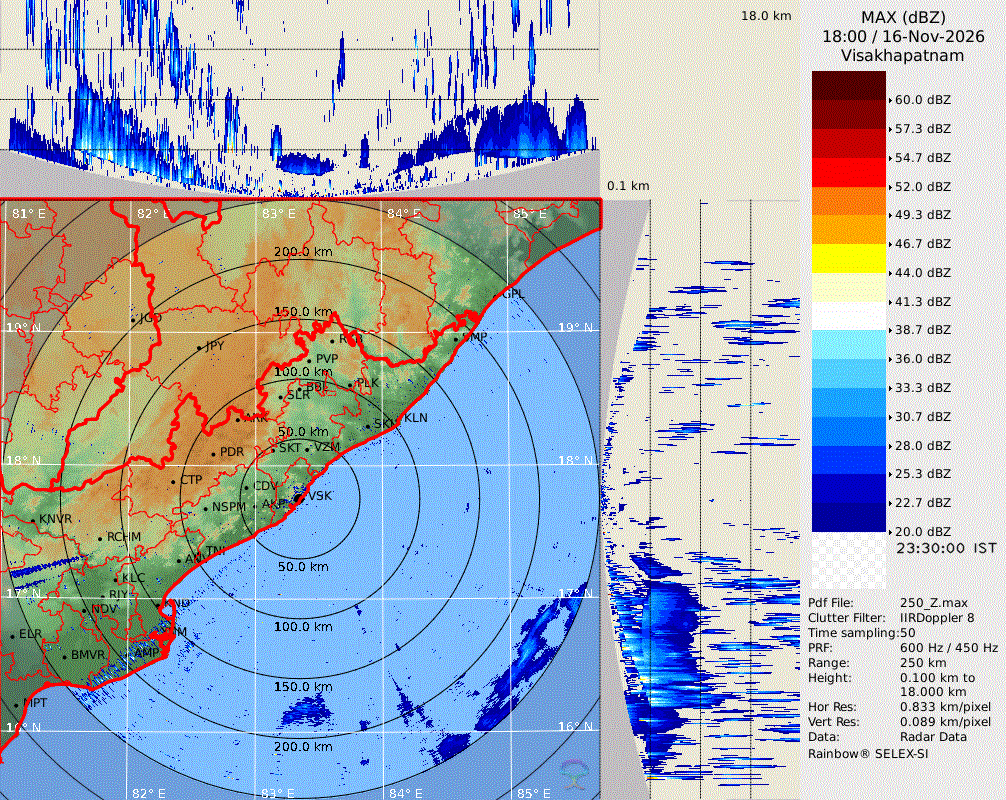 18.0 km
0.1 km
MAX (dBZ)
18:00 / 16-Nov-2026
Visakhapatnam
60.0 dBZ
57.3 dBZ
54.7 dBZ
52.0 dBZ
49.3 dBZ
46.7 dBZ
44.0 dBZ
41.3 dBZ
38.7 dBZ
36.0 dBZ
33.3 dBZ
30.7 dBZ
28.0 dBZ
25.3 dBZ
22.7 dBZ
20.0 dBZ
23:30:00 IST
Pdf File: 250_Z.max
Clutter Filter: IIRDoppler 8
Time sampling:50
PRF: 600 Hz / 450 Hz
Range: 250 km
Height: 0.100 km to
18.000 km
Hor Res: 0.833 km/pixel
Vert Res: 0.089 km/pixel
Data: Radar Data
Rainbow® SELEX-SI
81° E 82° E 83° E 84° E 85° E
200.0 km
GPL
150.0 km
JGD
19° N 19° N
JPY
SMP
PVP
100.0 km
PLK
SLR
KLN
50.0 km
SKT VZM
PDR
18° N 18° N
CTP
CDV
VSK
NSPM
KNVR
RCHM
50.0 km
KLC
17° N 17° N
NDV
100.0 km
ELR
BMVR
AMP
150.0 km
MPT
16° N 16° N
200.0 km
82° E 83° E 84° E 85° E